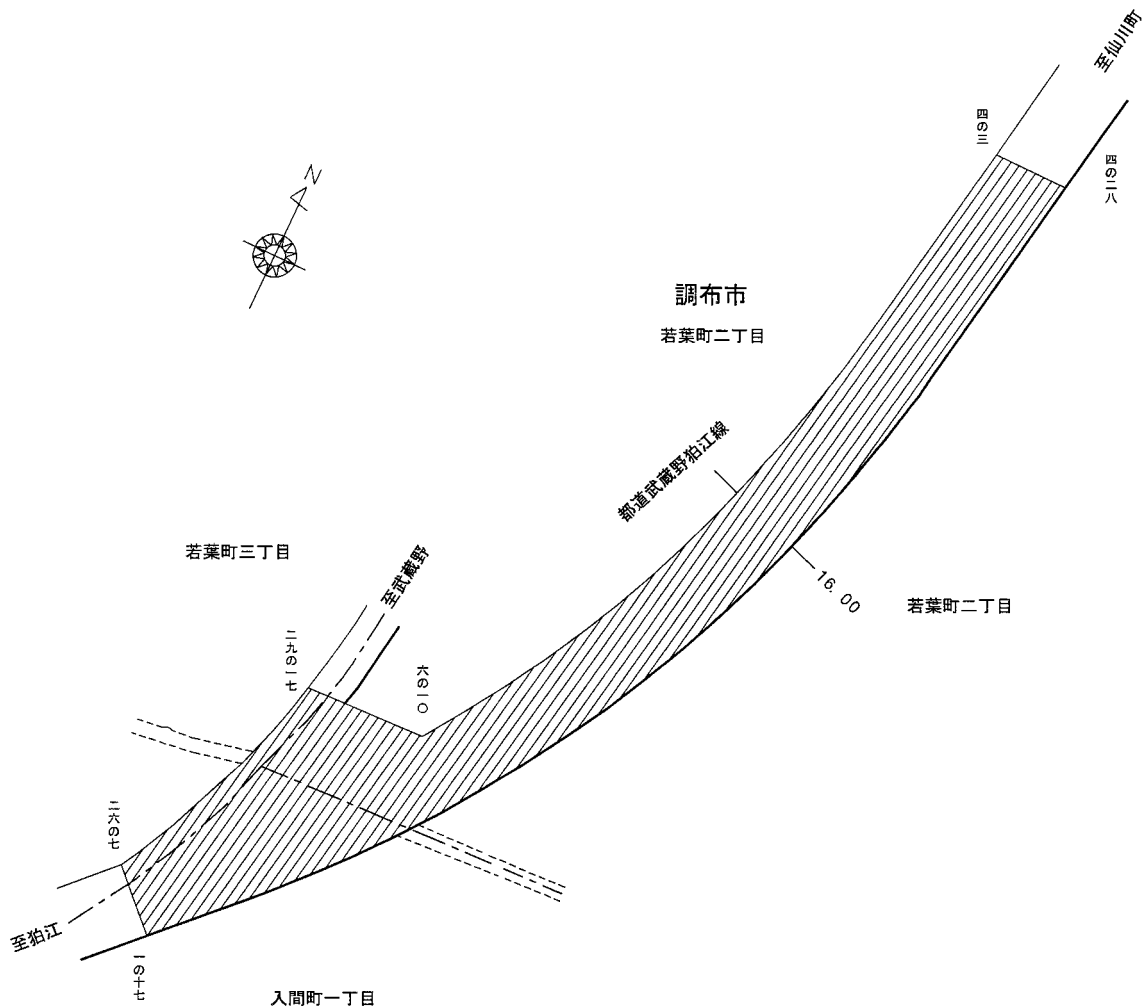 至仙川町
四の三
四の二八
N
調布市
若葉町二丁目
都道武蔵野狛江線
16.00
若葉町二丁目
若葉町三丁目
至武蔵野
二九の一七
六の一〇
二六の七
至狛江
一の十七
入間町一丁目